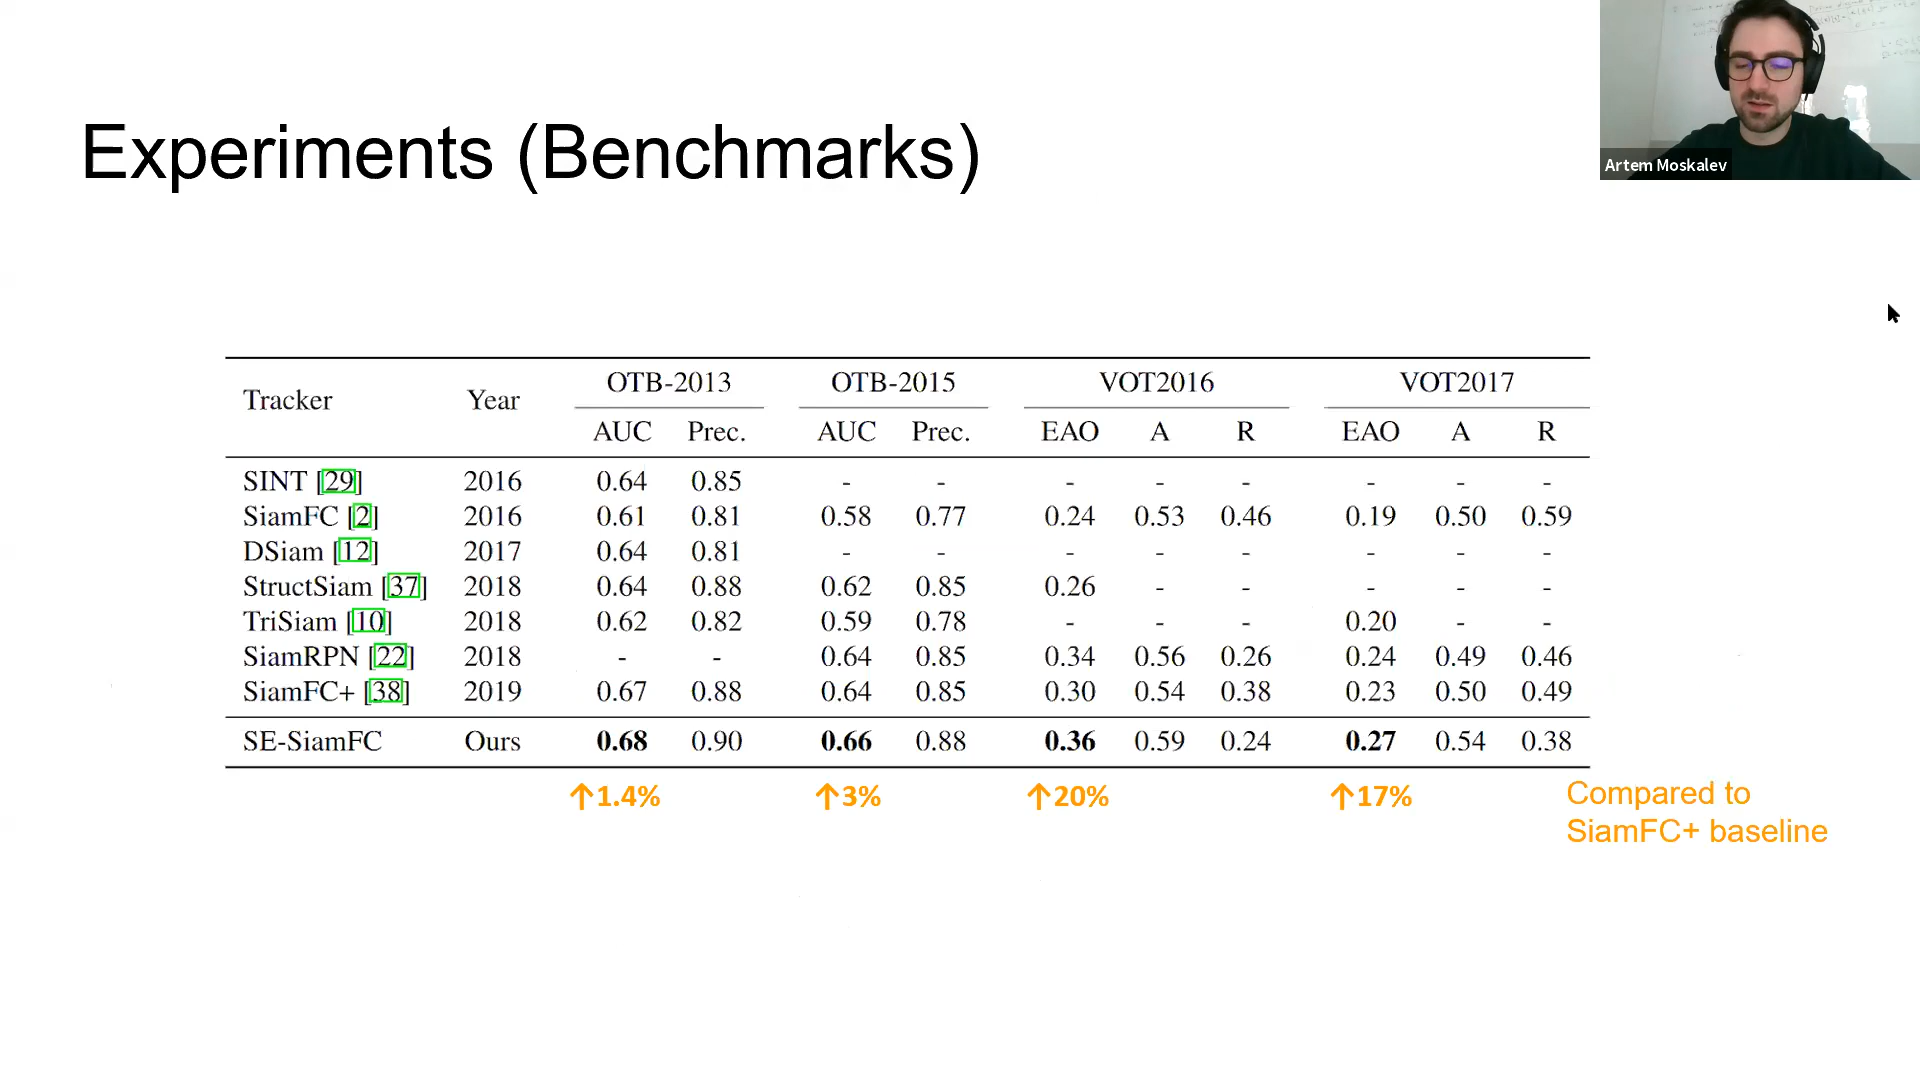 Experiments (Benchmarks)
Artem Moskalev
Tracker Year OTB-2013 OTB-2015 VOT2016 VOT2017
AUC Prec. AUC Prec. EAO A R EAO A R
SINT [29] 2016 0.64 0.85 - - - - - - - -
SiamFC [2] 2016 0.61 0.81 0.58 0.77 0.24 0.53 0.46 0.19 0.50 0.59
DSiam [12] 2017 0.64 0.81 - - - - - - - -
StructSiam [37] 2018 0.64 0.88 0.62 0.85 0.26 - - - - -
TriSiam [10] 2018 0.62 0.82 0.59 0.78 - - - 0.20 - -
SiamRPN [22] 2018 - - 0.64 0.85 0.34 0.56 0.26 0.24 0.49 0.46
SiamFC+ [38] 2019 0.67 0.88 0.64 0.85 0.30 0.54 0.38 0.23 0.50 0.49
SE-SiamFC Ours 0.68 0.90 0.66 0.88 0.36 0.59 0.24 0.27 0.54 0.38
↑1.4% ↑3% ↑20% ↑17%
Compared to
SiamFC+ baseline